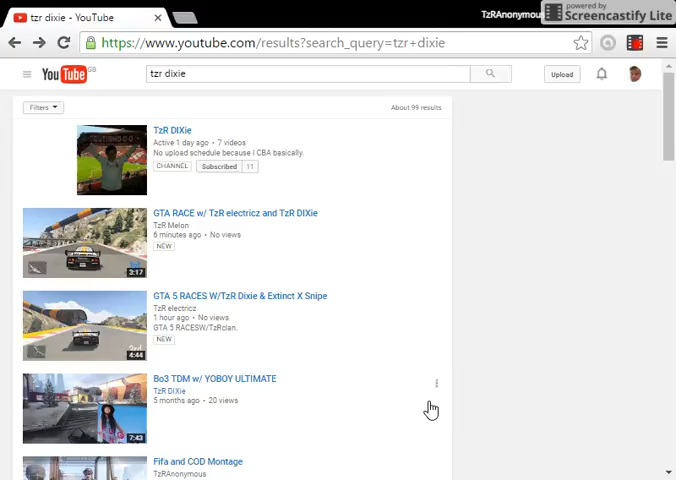 powered by
TzRAnonymous
Screencastify Lite
tzr dixie - YouTube
https://www.youtube.com/results?search_query=tzr+dixie
YouTube GB
tzr dixie
Upload
Filters
About 99 results
TzR DIXie
Active 1 day ago • 7 videos
No upload schedule because I CBA basically.
CHANNEL Subscribed 11
GTA RACE w/ TzR electricz and TzR DIXie
TzR Melon
6 minutes ago • No views
NEW
3:17
GTA 5 RACES W/TzR Dixie & Extinct X Snipe
TzR electricz
1 hour ago • No views
GTA 5 RACESW/TzRclan.
NEW
4:44
Bo3 TDM w/ YOBOY ULTIMATE
TzR DIXie
5 months ago • 20 views
7:43
Fifa and COD Montage
TzRAnonymous